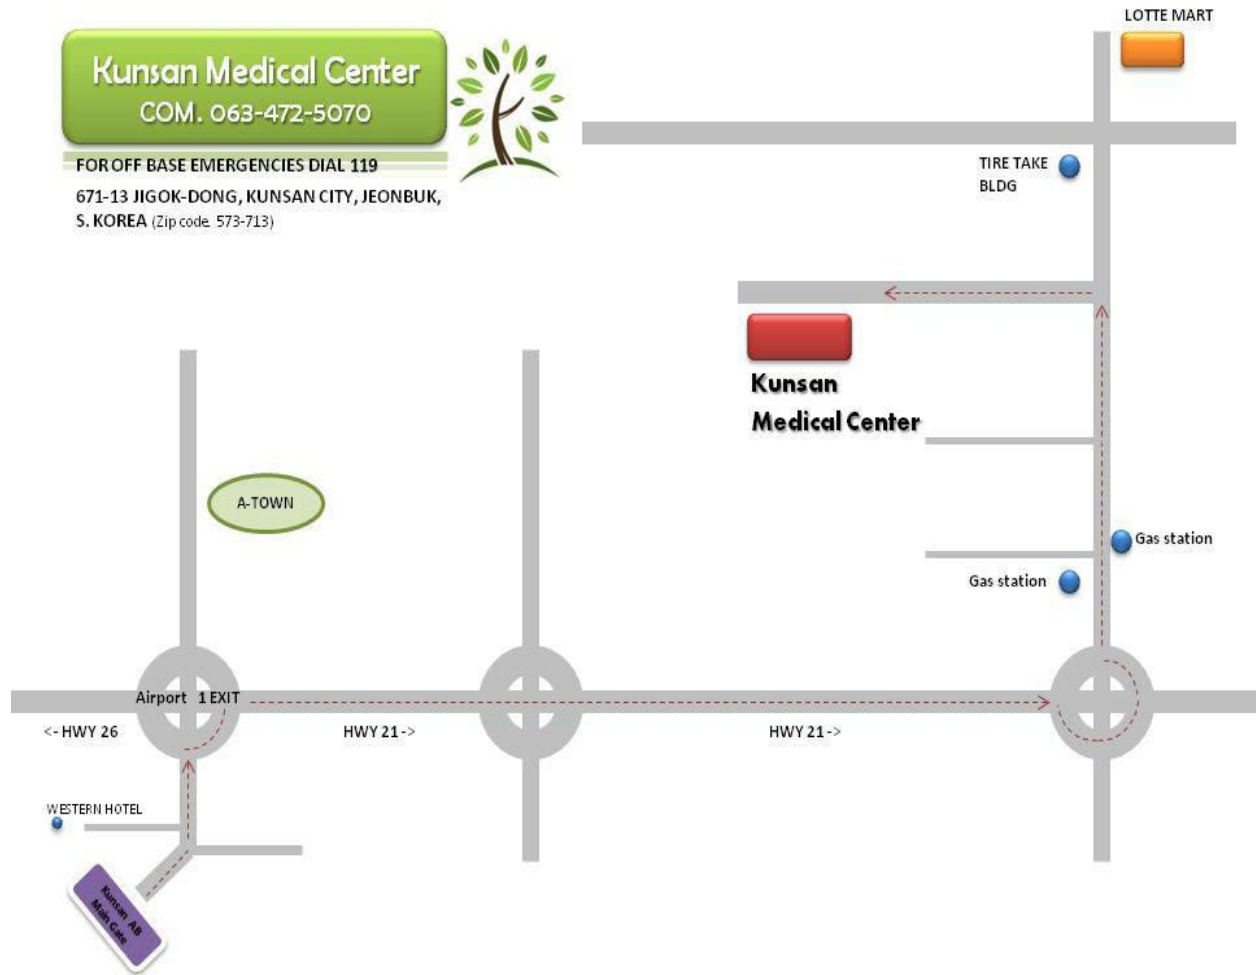 LOTTE MART
Kunsan Medical Center
COM. 063-472-5070
FOR OFF BASE EMERGENCIES DIAL 119
671-13 JIGOK-DONG, KUNSAN CITY, JEONBUK,
S. KOREA (Zip code. 573-713)
TIRE TAKE
BLDG
Kunsan
Medical Center
A-TOWN
Gas station
Gas station
Airport 1 EXIT
<- HWY 26
HWY 21 ->
HWY 21 ->
WESTERN HOTEL
Kunsan AB
Main Gate